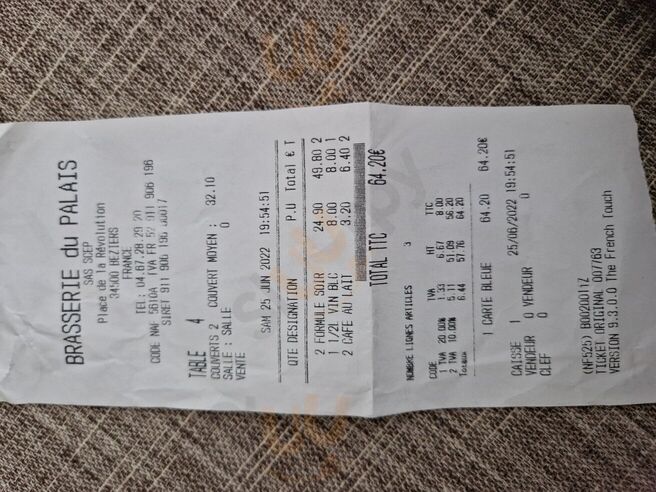 BRASSERIE du PALAIS
SAS SOEP
Place de la Révolution
34500 BEZIERS
FRANCE
TEL: 04.67.28.29.20
CODE NAF 5610A TVA FR 52 911 906 196
SIRET 911 906 196 00017
TABLE 4
COUVERTS 2 COUVERT MOYEN : 32.10
SALLE : SALLE
VENTE 0
SAM 25 JUN 2022 19:54:51
QTE DESIGNATION P.U Total € T
2 FORMULE SOIR 24.90 49.80 2
1 1/2L VIN BLC 8.00 8.00 1
2 CAFE AU LAIT 3.20 6.40 2
TOTAL TTC 64.20€
NOMBRE LIGNES ARTICLES 3
CODE TVA HT TTC
1 TVA 20.00% 1.33 6.67 8.00
2 TVA 10.00% 5.11 51.09 56.20
Totaux 6.44 57.76 64.20
1 CARTE BLEUE 64.20 64.20€
CAISSE 1 25/06/2022 19:54:51
VENDEUR 0 VENDEUR
CLEF 0
(NF525) B0020011Z
TICKET ORIGINAL 007/63
VERSION 9.3.0.0 The French Touch